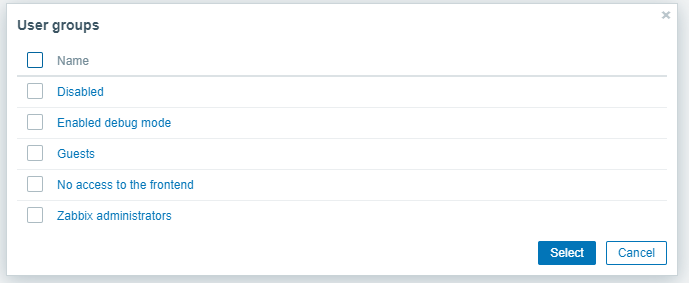 User groups
Name
Disabled
Enabled debug mode
Guests
No access to the frontend
Zabbix administrators
Select Cancel